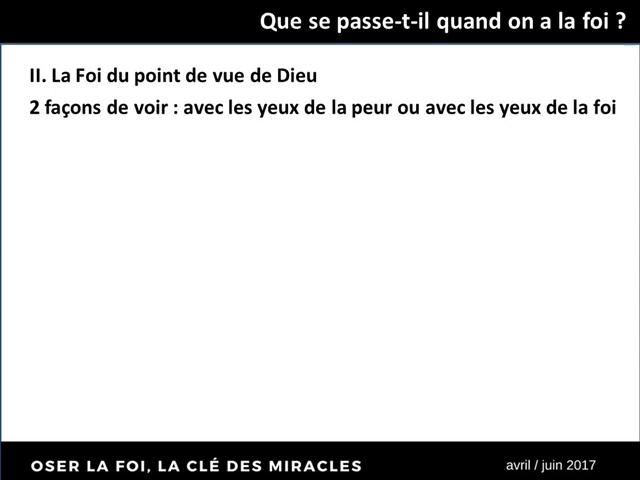 Que se passe-t-il quand on a la foi ?
II. La Foi du point de vue de Dieu
2 façons de voir : avec les yeux de la peur ou avec les yeux de la foi
OSER LA FOI, LA CLÉ DES MIRACLES
avril / juin 2017